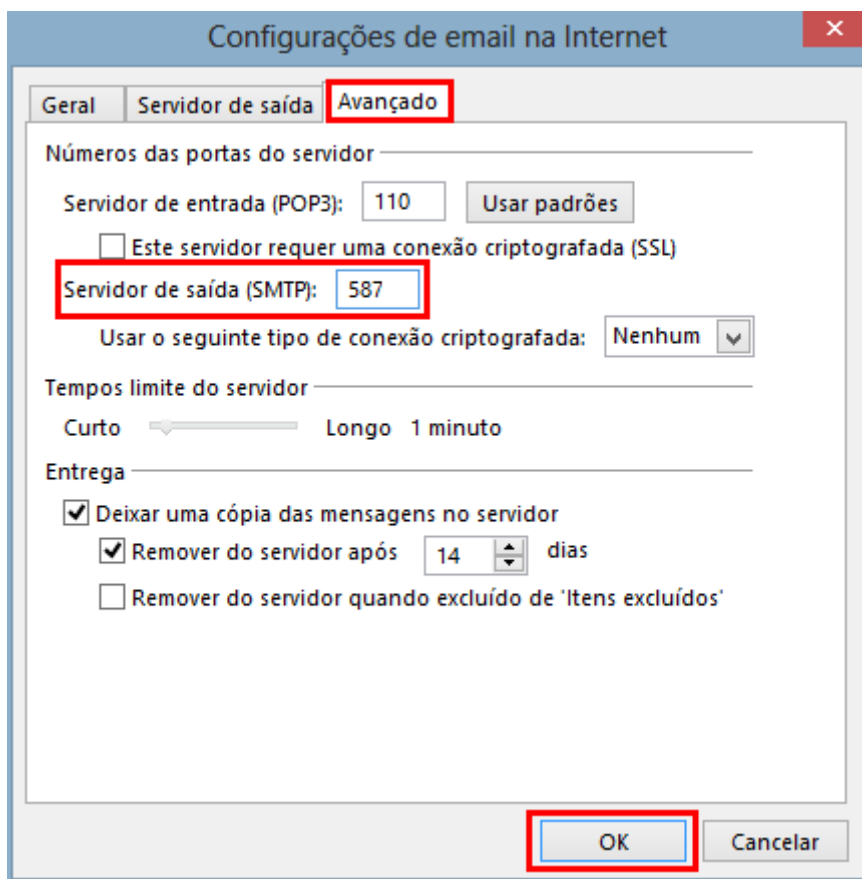 Configurações de email na Internet
Geral Servidor de saída Avançado
Números das portas do servidor
Servidor de entrada (POP3): 110 Usar padrões
Este servidor requer uma conexão criptografada (SSL)
Servidor de saída (SMTP): 587
Usar o seguinte tipo de conexão criptografada: Nenhum
Tempos limite do servidor
Curto Longo 1 minuto
Entrega
Deixar uma cópia das mensagens no servidor
Remover do servidor após 14 dias
Remover do servidor quando excluído de 'Itens excluídos'
OK Cancelar